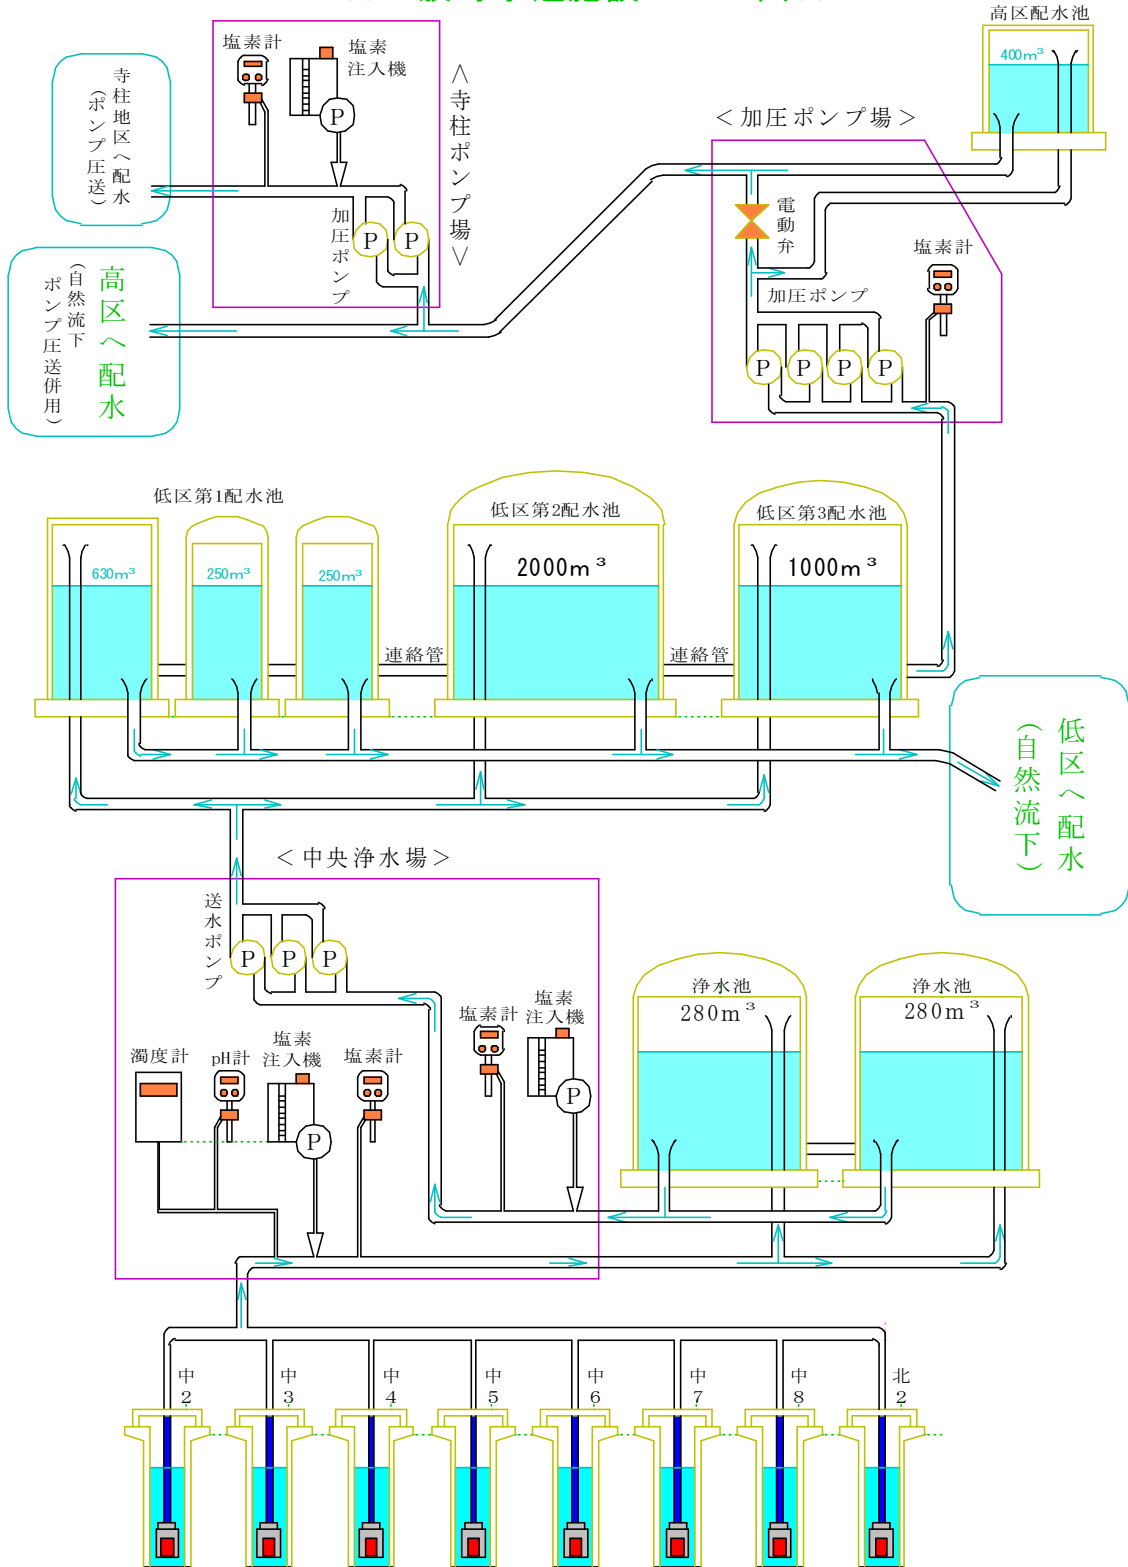 高区配水池
400m³
塩素計
塩素
注入機
P
＜寺柱ポンプ場＞
寺柱地区へ配水
（ポンプ圧送）
加圧ポンプ
P
P
＜加圧ポンプ場＞
電動弁
塩素計
加圧ポンプ
P
P
P
P
高区へ配水
（自然流下
ポンプ圧送併用）
低区第1配水池
630m³
250m³
250m³
低区第2配水池
2000m³
低区第3配水池
1000m³
連絡管
連絡管
低区へ配水
（自然流下）
＜中央浄水場＞
送水ポンプ
P
P
P
浄水池
280m³
浄水池
280m³
塩素計
塩素
注入機
P
濁度計
pH計
塩素
注入機
P
塩素計
中2
中3
中4
中5
中6
中7
中8
北2